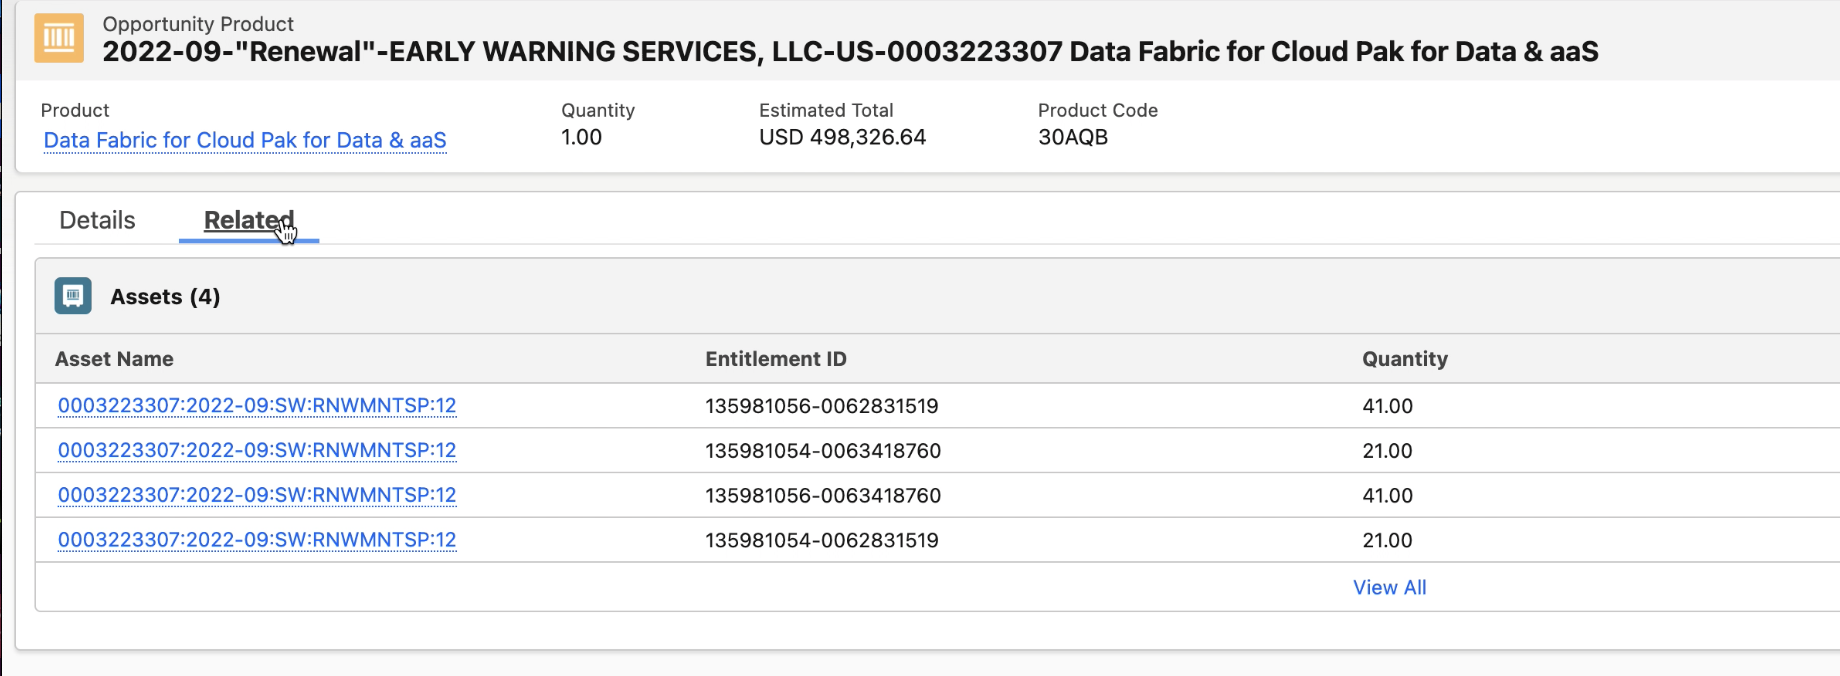 Opportunity Product
2022-09-"Renewal"-EARLY WARNING SERVICES, LLC-US-0003223307 Data Fabric for Cloud Pak for Data & aaS
Product Quantity Estimated Total Product Code
Data Fabric for Cloud Pak for Data & aaS 1.00 USD 498,326.64 30AQB
Details Related
Assets (4)
Asset Name Entitlement ID Quantity
0003223307:2022-09:SW:RNWMNTSP:12 135981056-0062831519 41.00
0003223307:2022-09:SW:RNWMNTSP:12 135981054-0063418760 21.00
0003223307:2022-09:SW:RNWMNTSP:12 135981056-0063418760 41.00
0003223307:2022-09:SW:RNWMNTSP:12 135981054-0062831519 21.00
View All